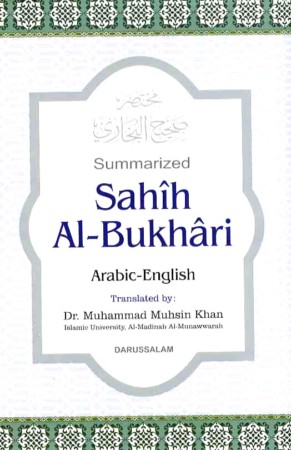 مختصر
صحيح البخاري
Summarized
Sahîh
Al-Bukhâri
Arabic-English
Translated by:
Dr. Muhammad Muhsin Khan
Islamic University, Al-Madinah Al-Munawwarah
DARUSSALAM